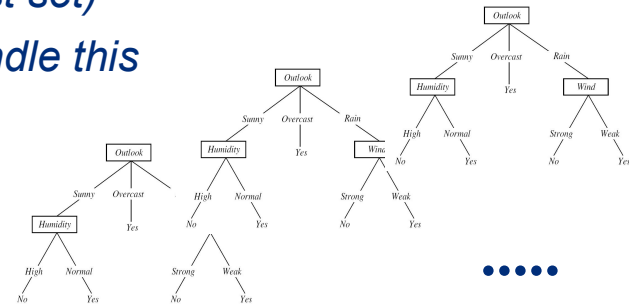 st set)
ndle this
Outlook
Sunny Overcast Rain
Humidity Yes Wind
High Normal Strong Weak
No Yes No Yes
Outlook
Sunny Overcast Rain
Humidity Yes Wind
High Normal Strong Weak
No Yes No Yes
Outlook
Sunny Overcast
Humidity Yes
High Normal Strong Weak
No Yes No Yes